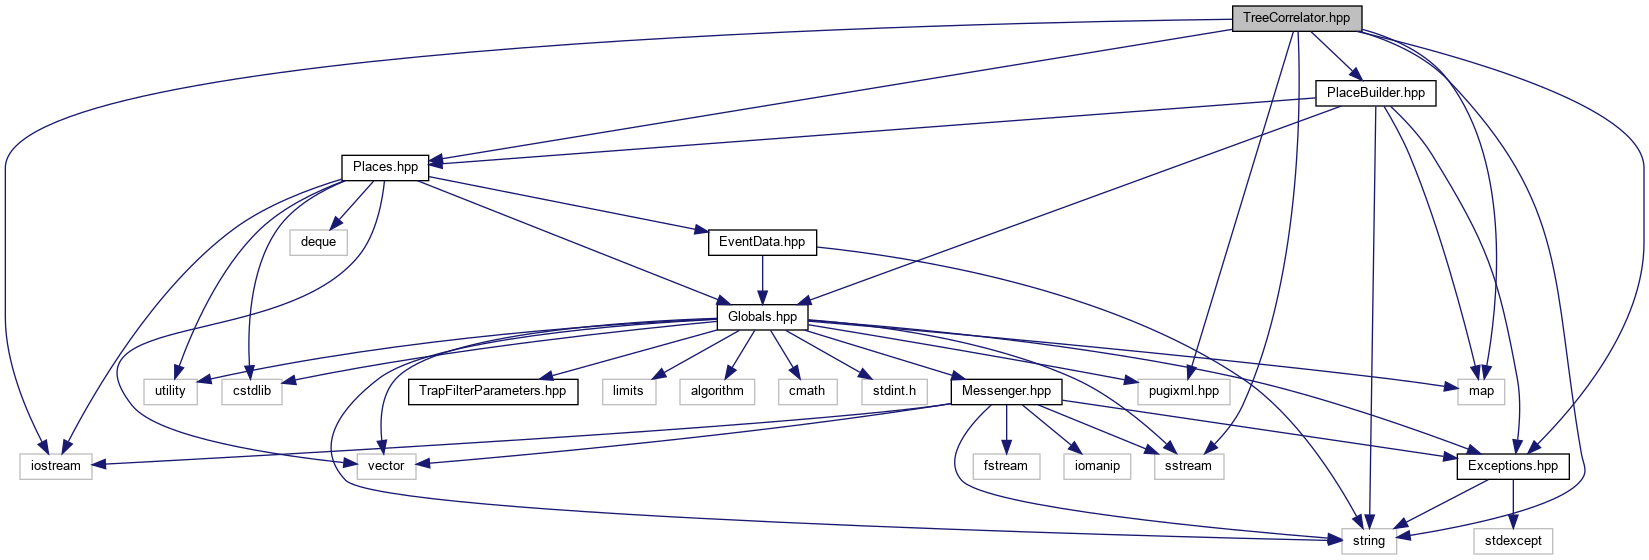 TreeCorrelator.hpp
PlaceBuilder.hpp
Places.hpp
deque
EventData.hpp
Globals.hpp
utility
cstdlib
TrapFilterParameters.hpp
limits
algorithm
cmath
stdint.h
Messenger.hpp
pugixml.hpp
map
iostream
vector
fstream
iomanip
sstream
Exceptions.hpp
string
stdexcept